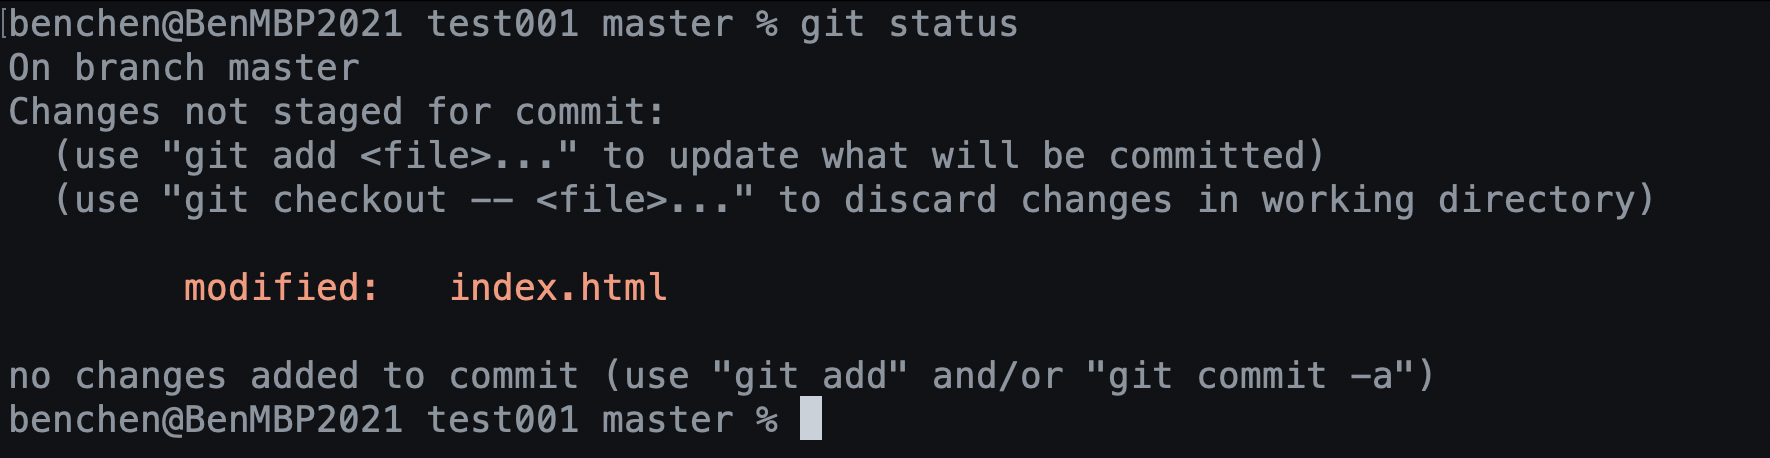 [benchen@BenMBP2021 test001 master % git status
On branch master
Changes not staged for commit:
  (use "git add <file>..." to update what will be committed)
  (use "git checkout -- <file>..." to discard changes in working directory)

        modified:   index.html

no changes added to commit (use "git add" and/or "git commit -a")
benchen@BenMBP2021 test001 master %